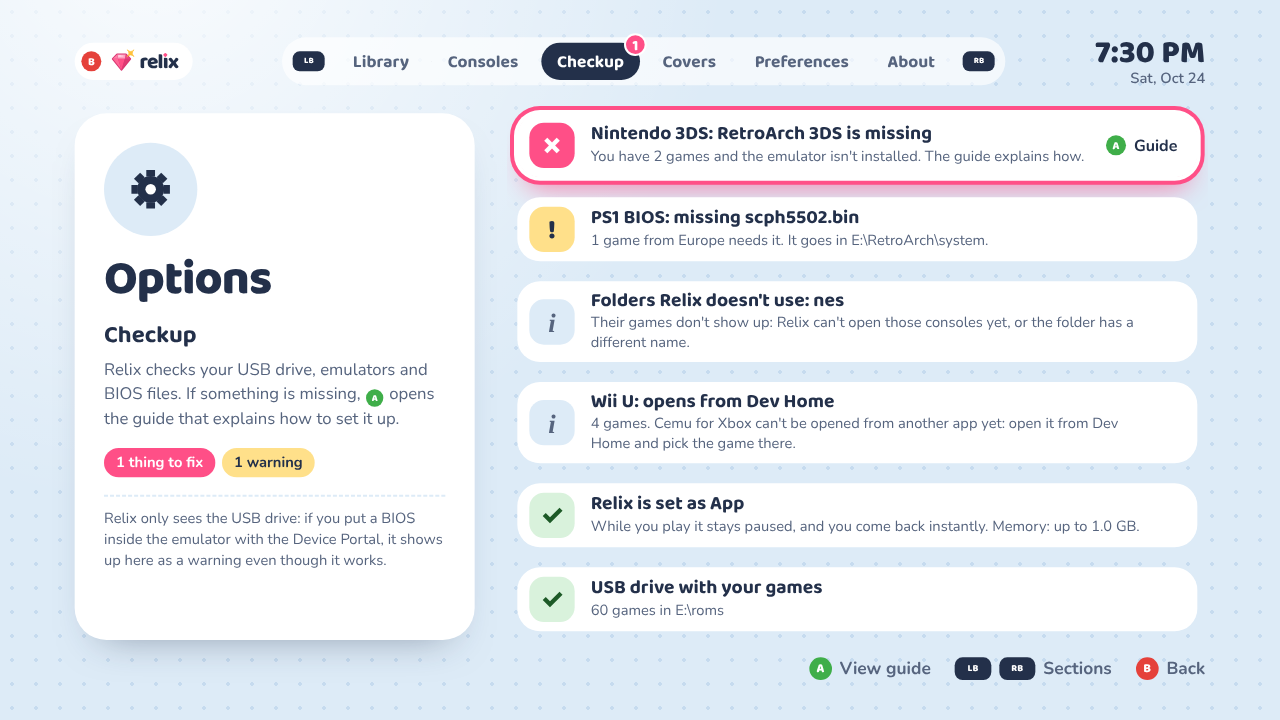 B relix
LB Library Consoles Checkup 1 Covers Preferences About RB
7:30 PM
Sat, Oct 24
Options
Checkup
Relix checks your USB drive, emulators and
BIOS files. If something is missing, A opens
the guide that explains how to set it up.
1 thing to fix 1 warning
Relix only sees the USB drive: if you put a BIOS
inside the emulator with the Device Portal, it shows
up here as a warning even though it works.
Nintendo 3DS: RetroArch 3DS is missing
You have 2 games and the emulator isn't installed. The guide explains how.
A Guide
!
PS1 BIOS: missing scph5502.bin
1 game from Europe needs it. It goes in E:\RetroArch\system.
i
Folders Relix doesn't use: nes
Their games don't show up: Relix can't open those consoles yet, or the folder has a
different name.
i
Wii U: opens from Dev Home
4 games. Cemu for Xbox can't be opened from another app yet: open it from Dev
Home and pick the game there.
Relix is set as App
While you play it stays paused, and you come back instantly. Memory: up to 1.0 GB.
USB drive with your games
60 games in E:\roms
A View guide LB RB Sections B Back